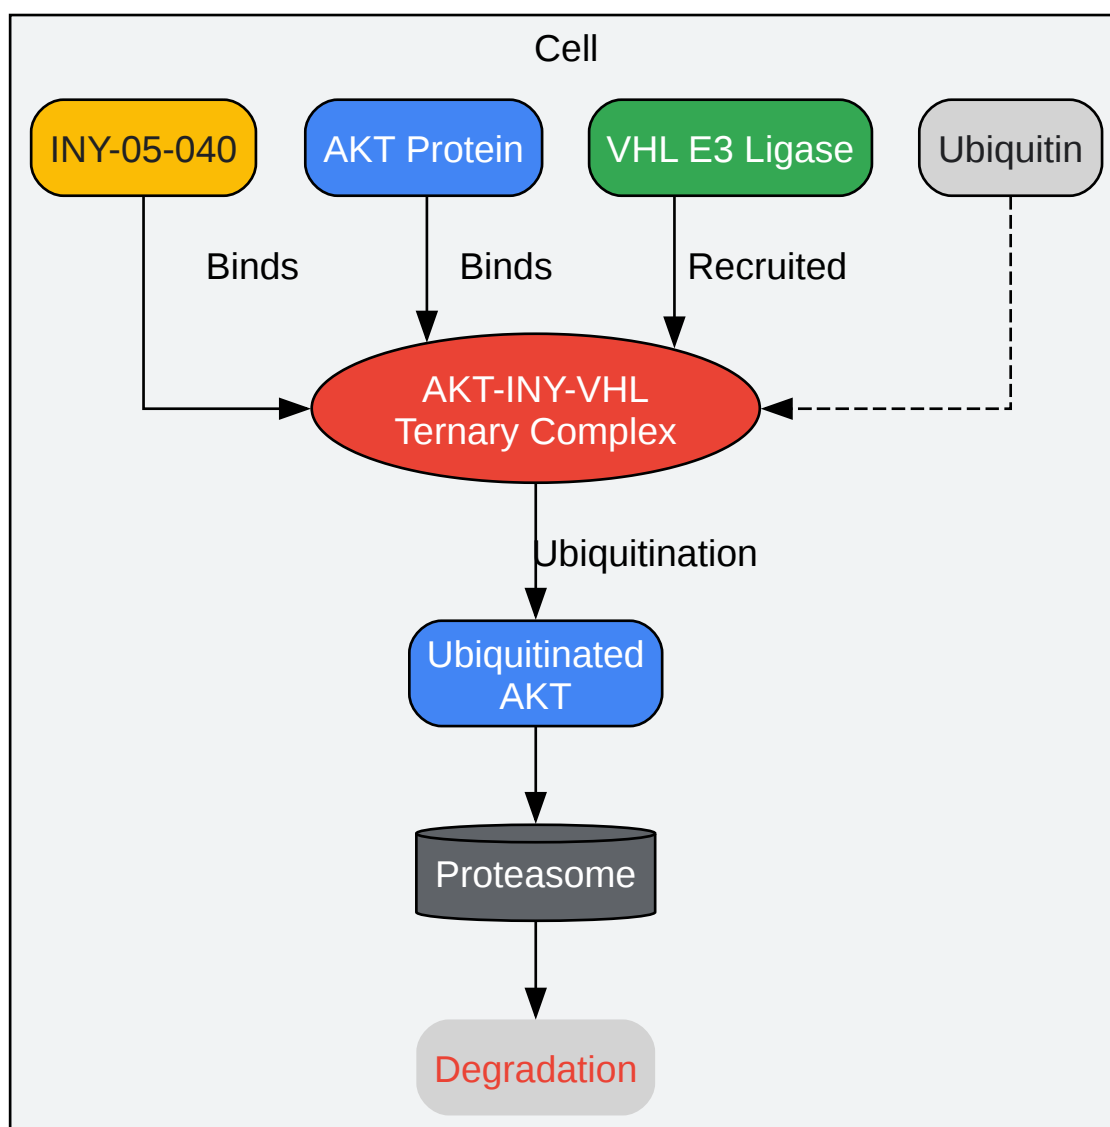 Cell
INY-05-040
AKT Protein
VHL E3 Ligase
Ubiquitin
Binds
Binds
Recruited
AKT-INY-VHL
Ternary Complex
Ubiquitination
Ubiquitinated
AKT
Proteasome
Degradation